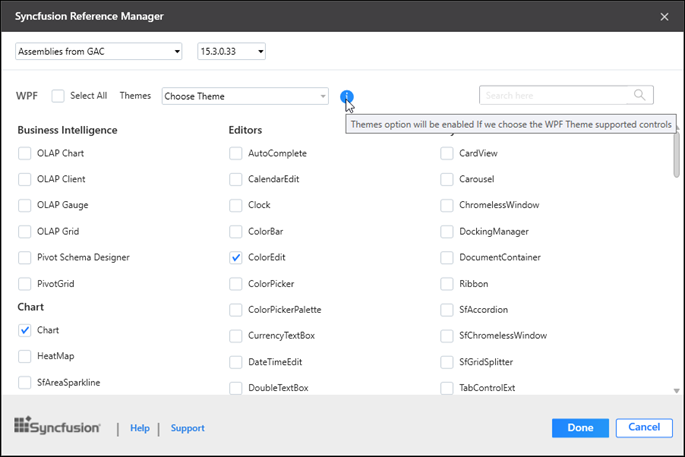 Syncfusion Reference Manager
Assemblies from GAC 15.3.0.33
WPF Select All Themes Choose Theme i Search here
Themes option will be enabled If we choose the WPF Theme supported controls
Business Intelligence
OLAP Chart
OLAP Client
OLAP Gauge
OLAP Grid
Pivot Schema Designer
PivotGrid
Chart
Chart
HeatMap
SfAreaSparkline
Editors
AutoComplete
CalendarEdit
Clock
ColorBar
ColorEdit
ColorPicker
ColorPickerPalette
CurrencyTextBox
DateTimeEdit
DoubleTextBox
CardView
Carousel
ChromelessWindow
DockingManager
DocumentContainer
Ribbon
SfAccordion
SfChromelessWindow
SfGridSplitter
TabControlExt
Syncfusion | Help | Support
Done Cancel